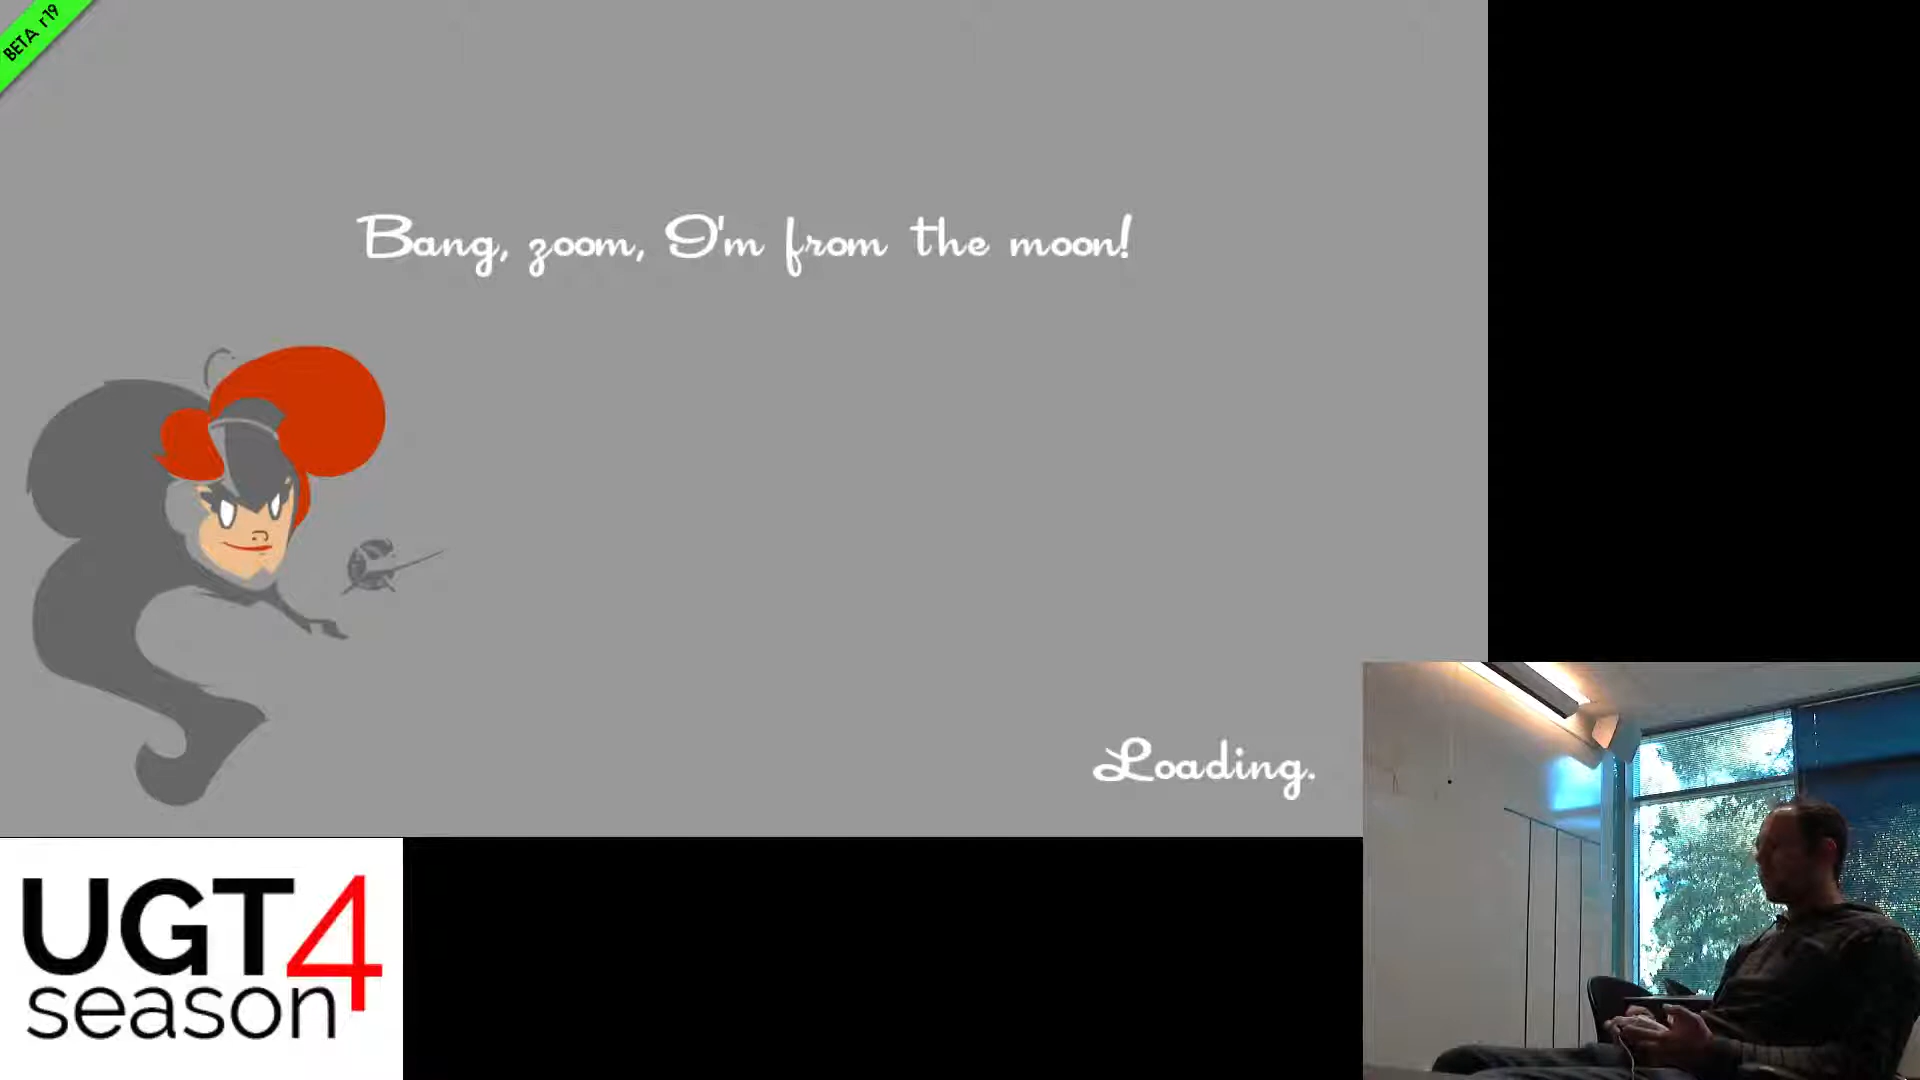 BETA r19
Bang, zoom, I'm from the moon!
Loading.
UGT4
season